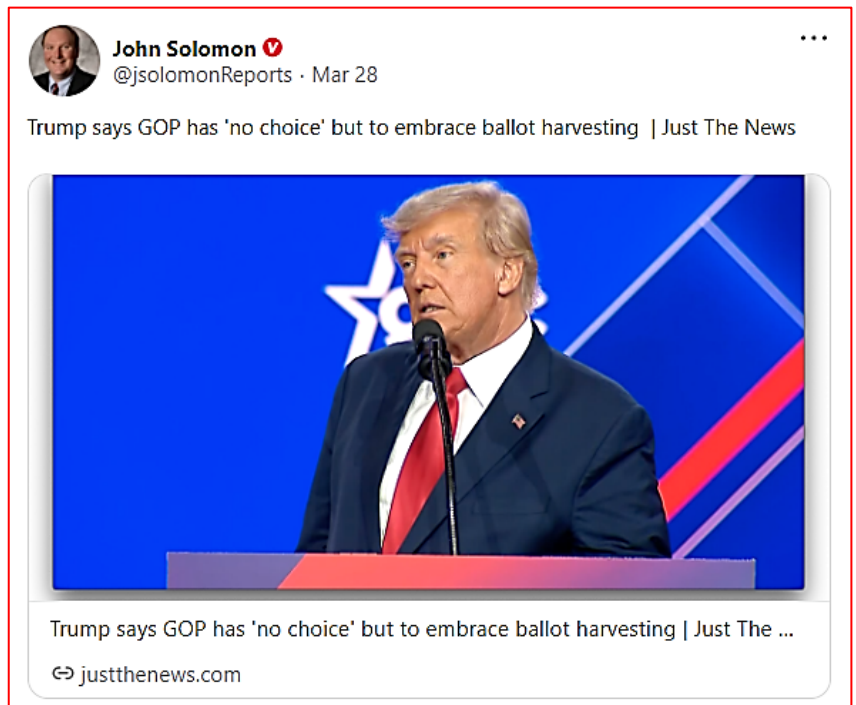 John Solomon
@jsolomonReports · Mar 28
Trump says GOP has 'no choice' but to embrace ballot harvesting | Just The News
Trump says GOP has 'no choice' but to embrace ballot harvesting | Just The ...
justthenews.com